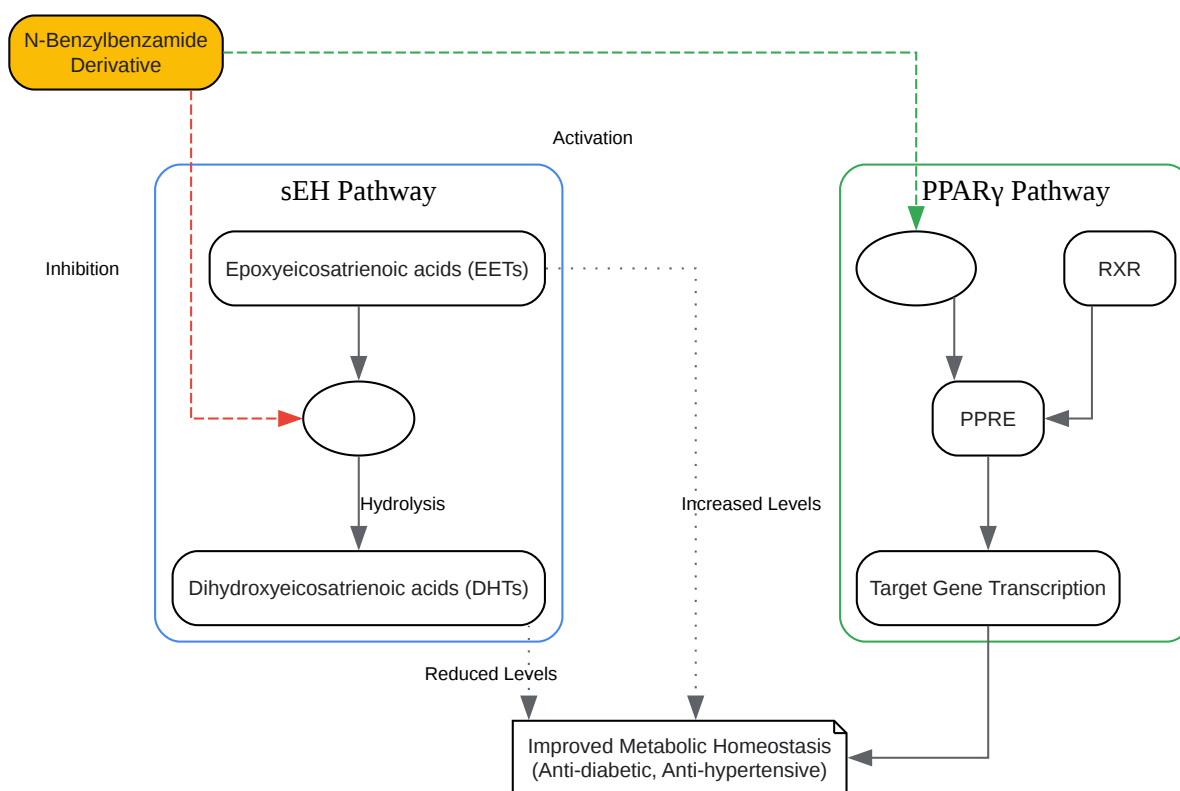 N-Benzylbenzamide
Derivative
Activation
sEH Pathway
PPARγ Pathway
Inhibition
Epoxyeicosatrienoic acids (EETs)
RXR
PPRE
Hydrolysis
Increased Levels
Dihydroxyeicosatrienoic acids (DHTs)
Target Gene Transcription
Reduced Levels
Improved Metabolic Homeostasis
(Anti-diabetic, Anti-hypertensive)